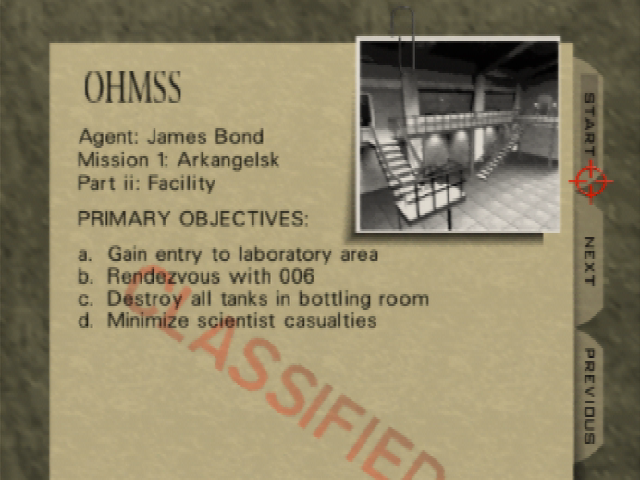 OHMSS
Agent: James Bond
Mission 1: Arkangelsk
Part ii: Facility
PRIMARY OBJECTIVES:
a. Gain entry to laboratory area
b. Rendezvous with 006
c. Destroy all tanks in bottling room
d. Minimize scientist casualties
CLASSIFIED
START
NEXT
PREVIOUS